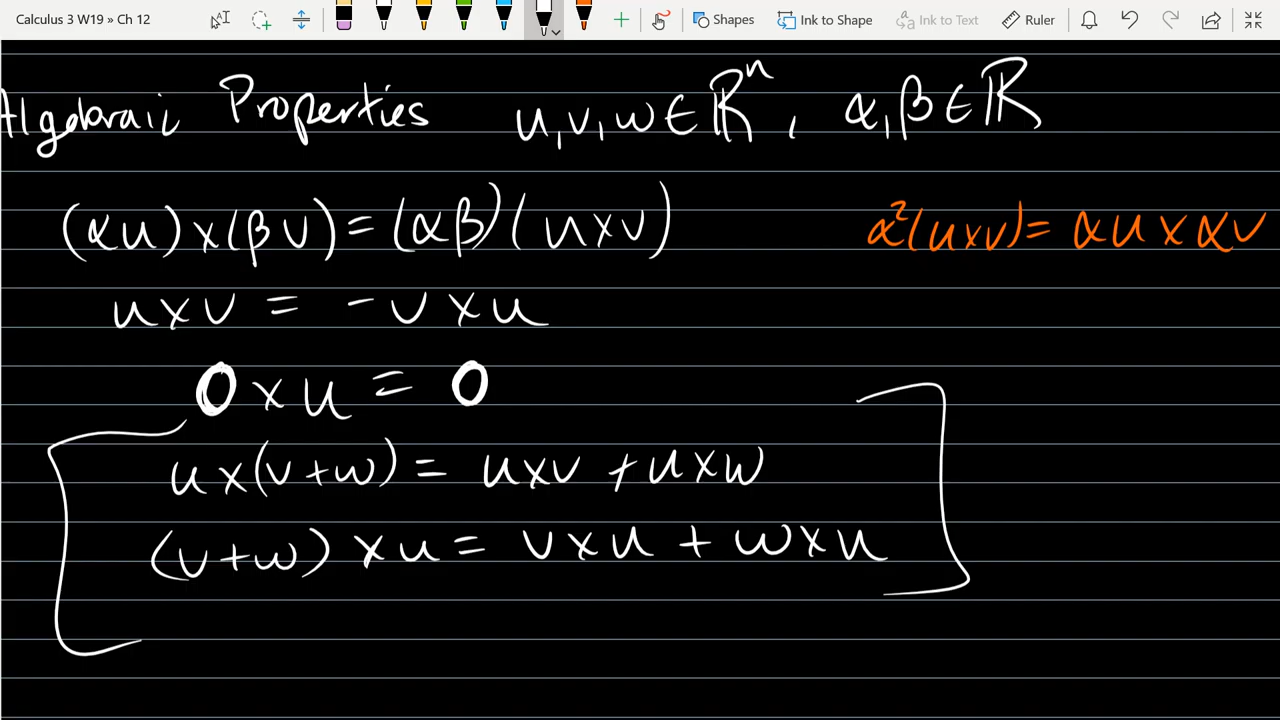 Calculus 3 W19 » Ch 12
Shapes Ink to Shape Ink to Text Ruler
Algebraic Properties u,v,w∈ℝⁿ, α,β∈ℝ
(αu)×(βv)=(αβ)(u×v) α²(u×v)=αu×αv
u×v = -v×u
0×u = 0
u×(v+w) = u×v + u×w
(v+w)×u = v×u + w×u